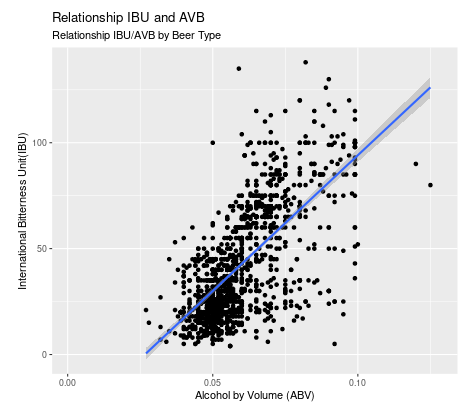 Relationship IBU and AVB
Relationship IBU/AVB by Beer Type
International Bitterness Unit(IBU)
100
50
0
0.00
0.05
0.10
Alcohol by Volume (ABV)